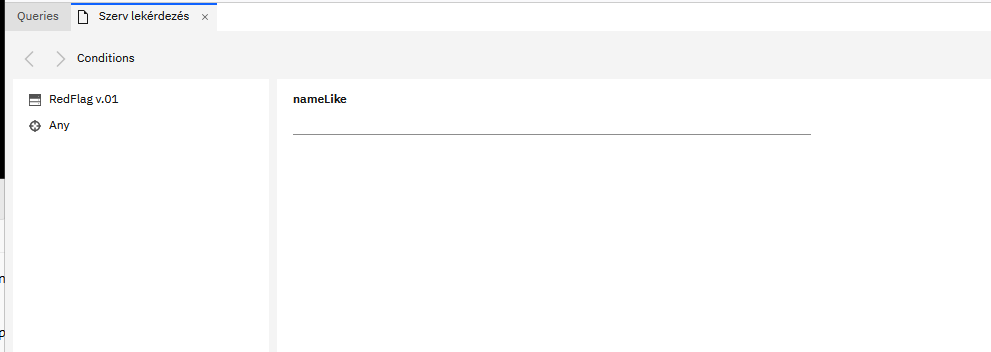 Queries
Szerv lekérdezés
Conditions
RedFlag v.01
Any
nameLike